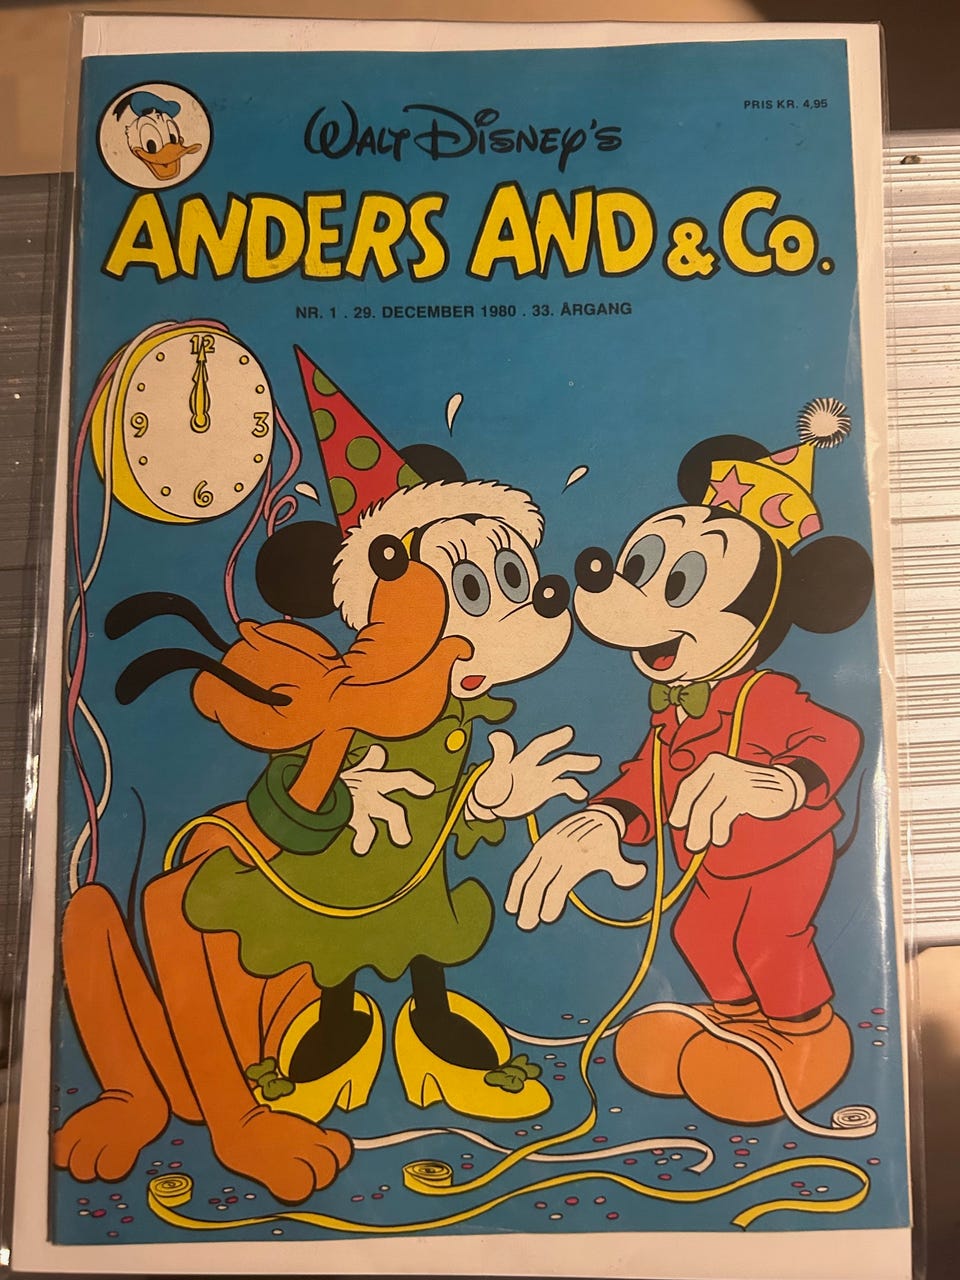 PRIS KR. 4,95
WALT DISNEY'S
ANDERS AND & Co.
NR. 1 . 29. DECEMBER 1980 . 33. ÅRGANG
12
9 3
6